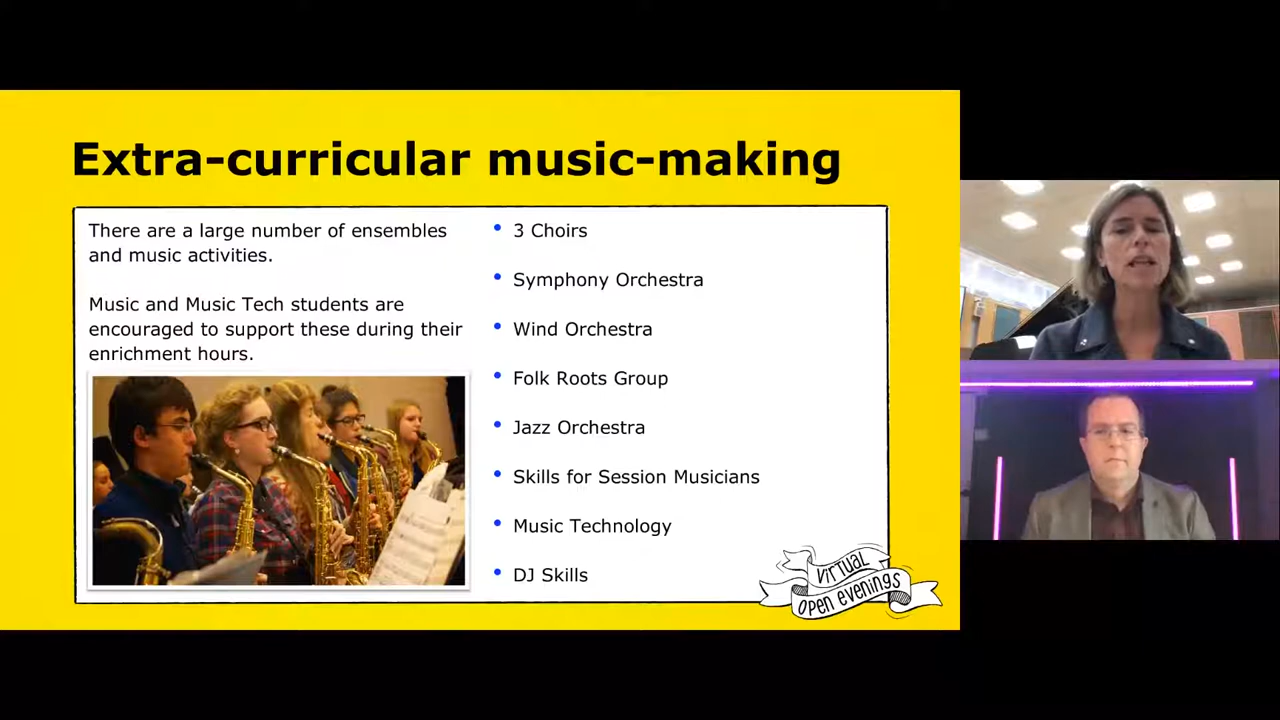 Extra-curricular music-making
There are a large number of ensembles
and music activities.
Music and Music Tech students are
encouraged to support these during their
enrichment hours.
• 3 Choirs
• Symphony Orchestra
• Wind Orchestra
• Folk Roots Group
• Jazz Orchestra
• Skills for Session Musicians
• Music Technology
• DJ Skills
VIRTUAL
OPEN EVENINGS